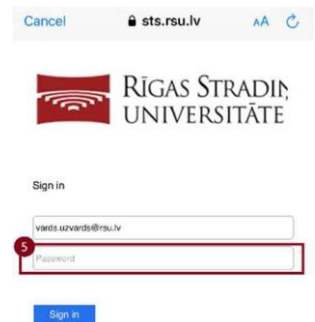 Cancel sts.rsu.lv AA
RĪGAS STRADIŅ
UNIVERSITĀTE
Sign in
vards.uzvards@rsu.lv
5
Password
Sign in